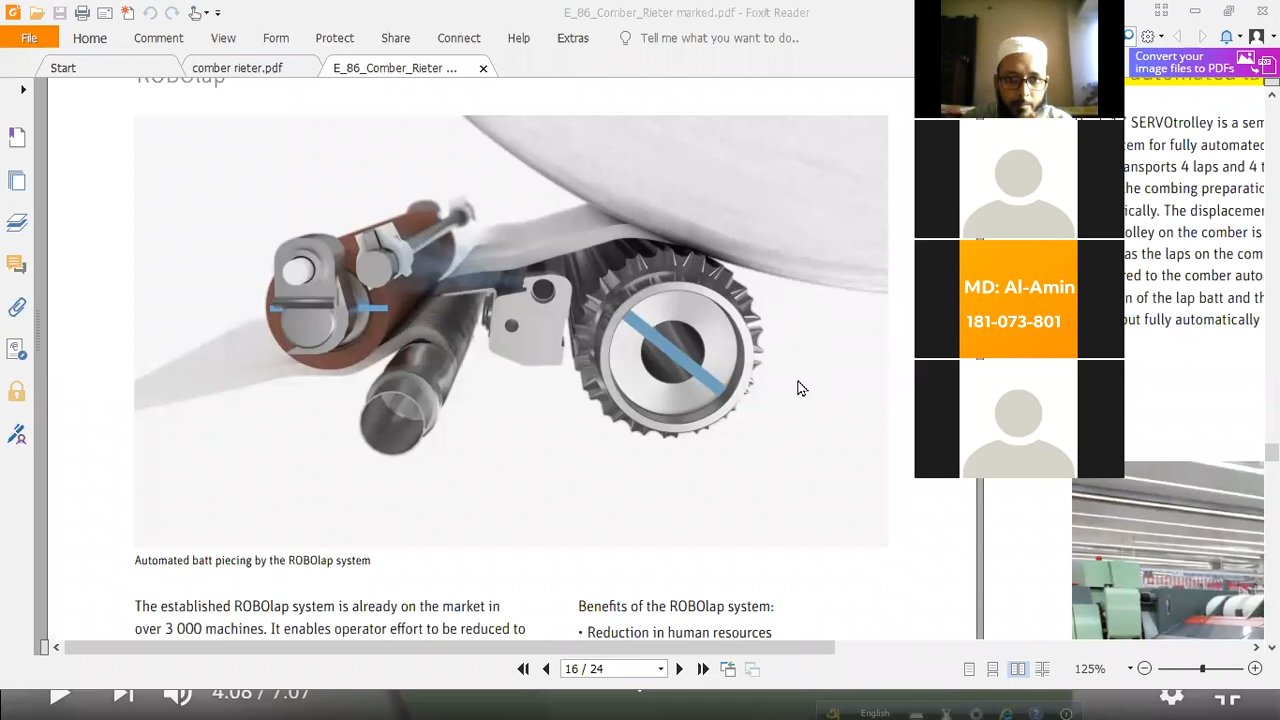 E_86_Comber_Rieter marked.pdf - Foxit Reader
File Home Comment View Form Protect Share Connect Help Extras Tell me what you want to do..
Start comber rieter.pdf E_86_Comber_Rieter ...
Convert your
image files to PDFs
ROBOlap
SERVOtrolley is a sem
tem for fully automated
ansports 4 laps and 4 t
the combing preparatio
ically. The displacemen
olley on the comber is
as the laps on the com
red to the comber auto
n of the lap batt and th
out fully automatically
MD: Al-Amin
181-073-801
Automated batt piecing by the ROBOlap system
The established ROBOlap system is already on the market in
over 3 000 machines. It enables operator effort to be reduced to
Benefits of the ROBOlap system:
• Reduction in human resources
16 / 24
125%
4:08 / 7:07
English